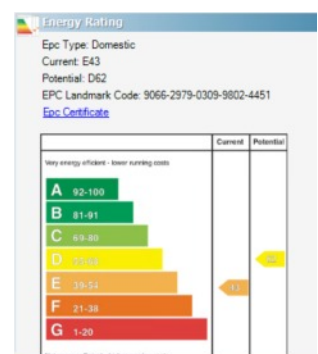 Energy Rating
Epc Type: Domestic
Current: E43
Potential: D62
EPC Landmark Code: 9066-2979-0309-9802-4451
Epc Certificate
Current Potential
Very energy efficient - lower running costs
A 92-100
B 81-91
C 69-80
D
E 39-54
43
F 21-38
G 1-20